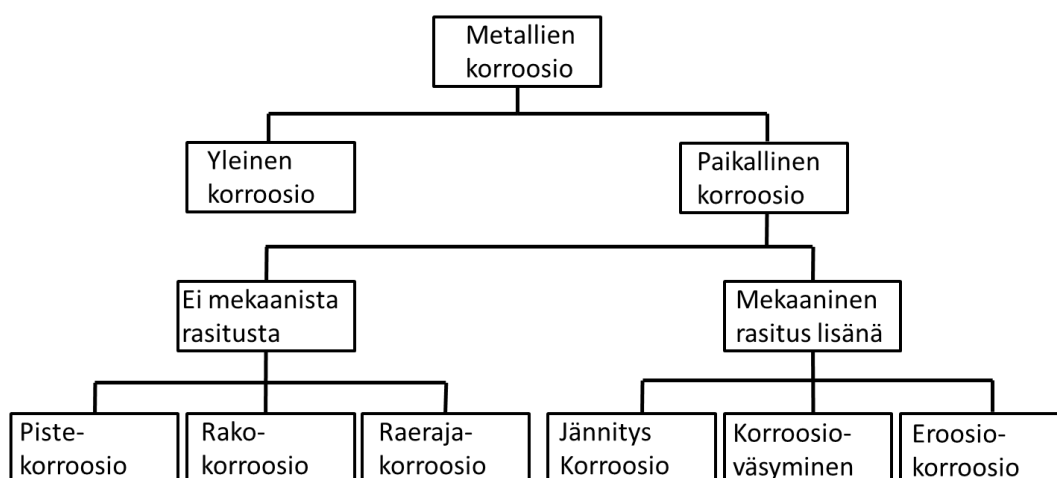 Metallien
korroosio
Yleinen
korroosio
Paikallinen
korroosio
Ei mekaanista
rasitusta
Mekaaninen
rasitus lisänä
Piste-
korroosio
Rako-
korroosio
Raeraja-
korroosio
Jännitys
Korroosio
Korroosio-
väsyminen
Eroosio-
korroosio